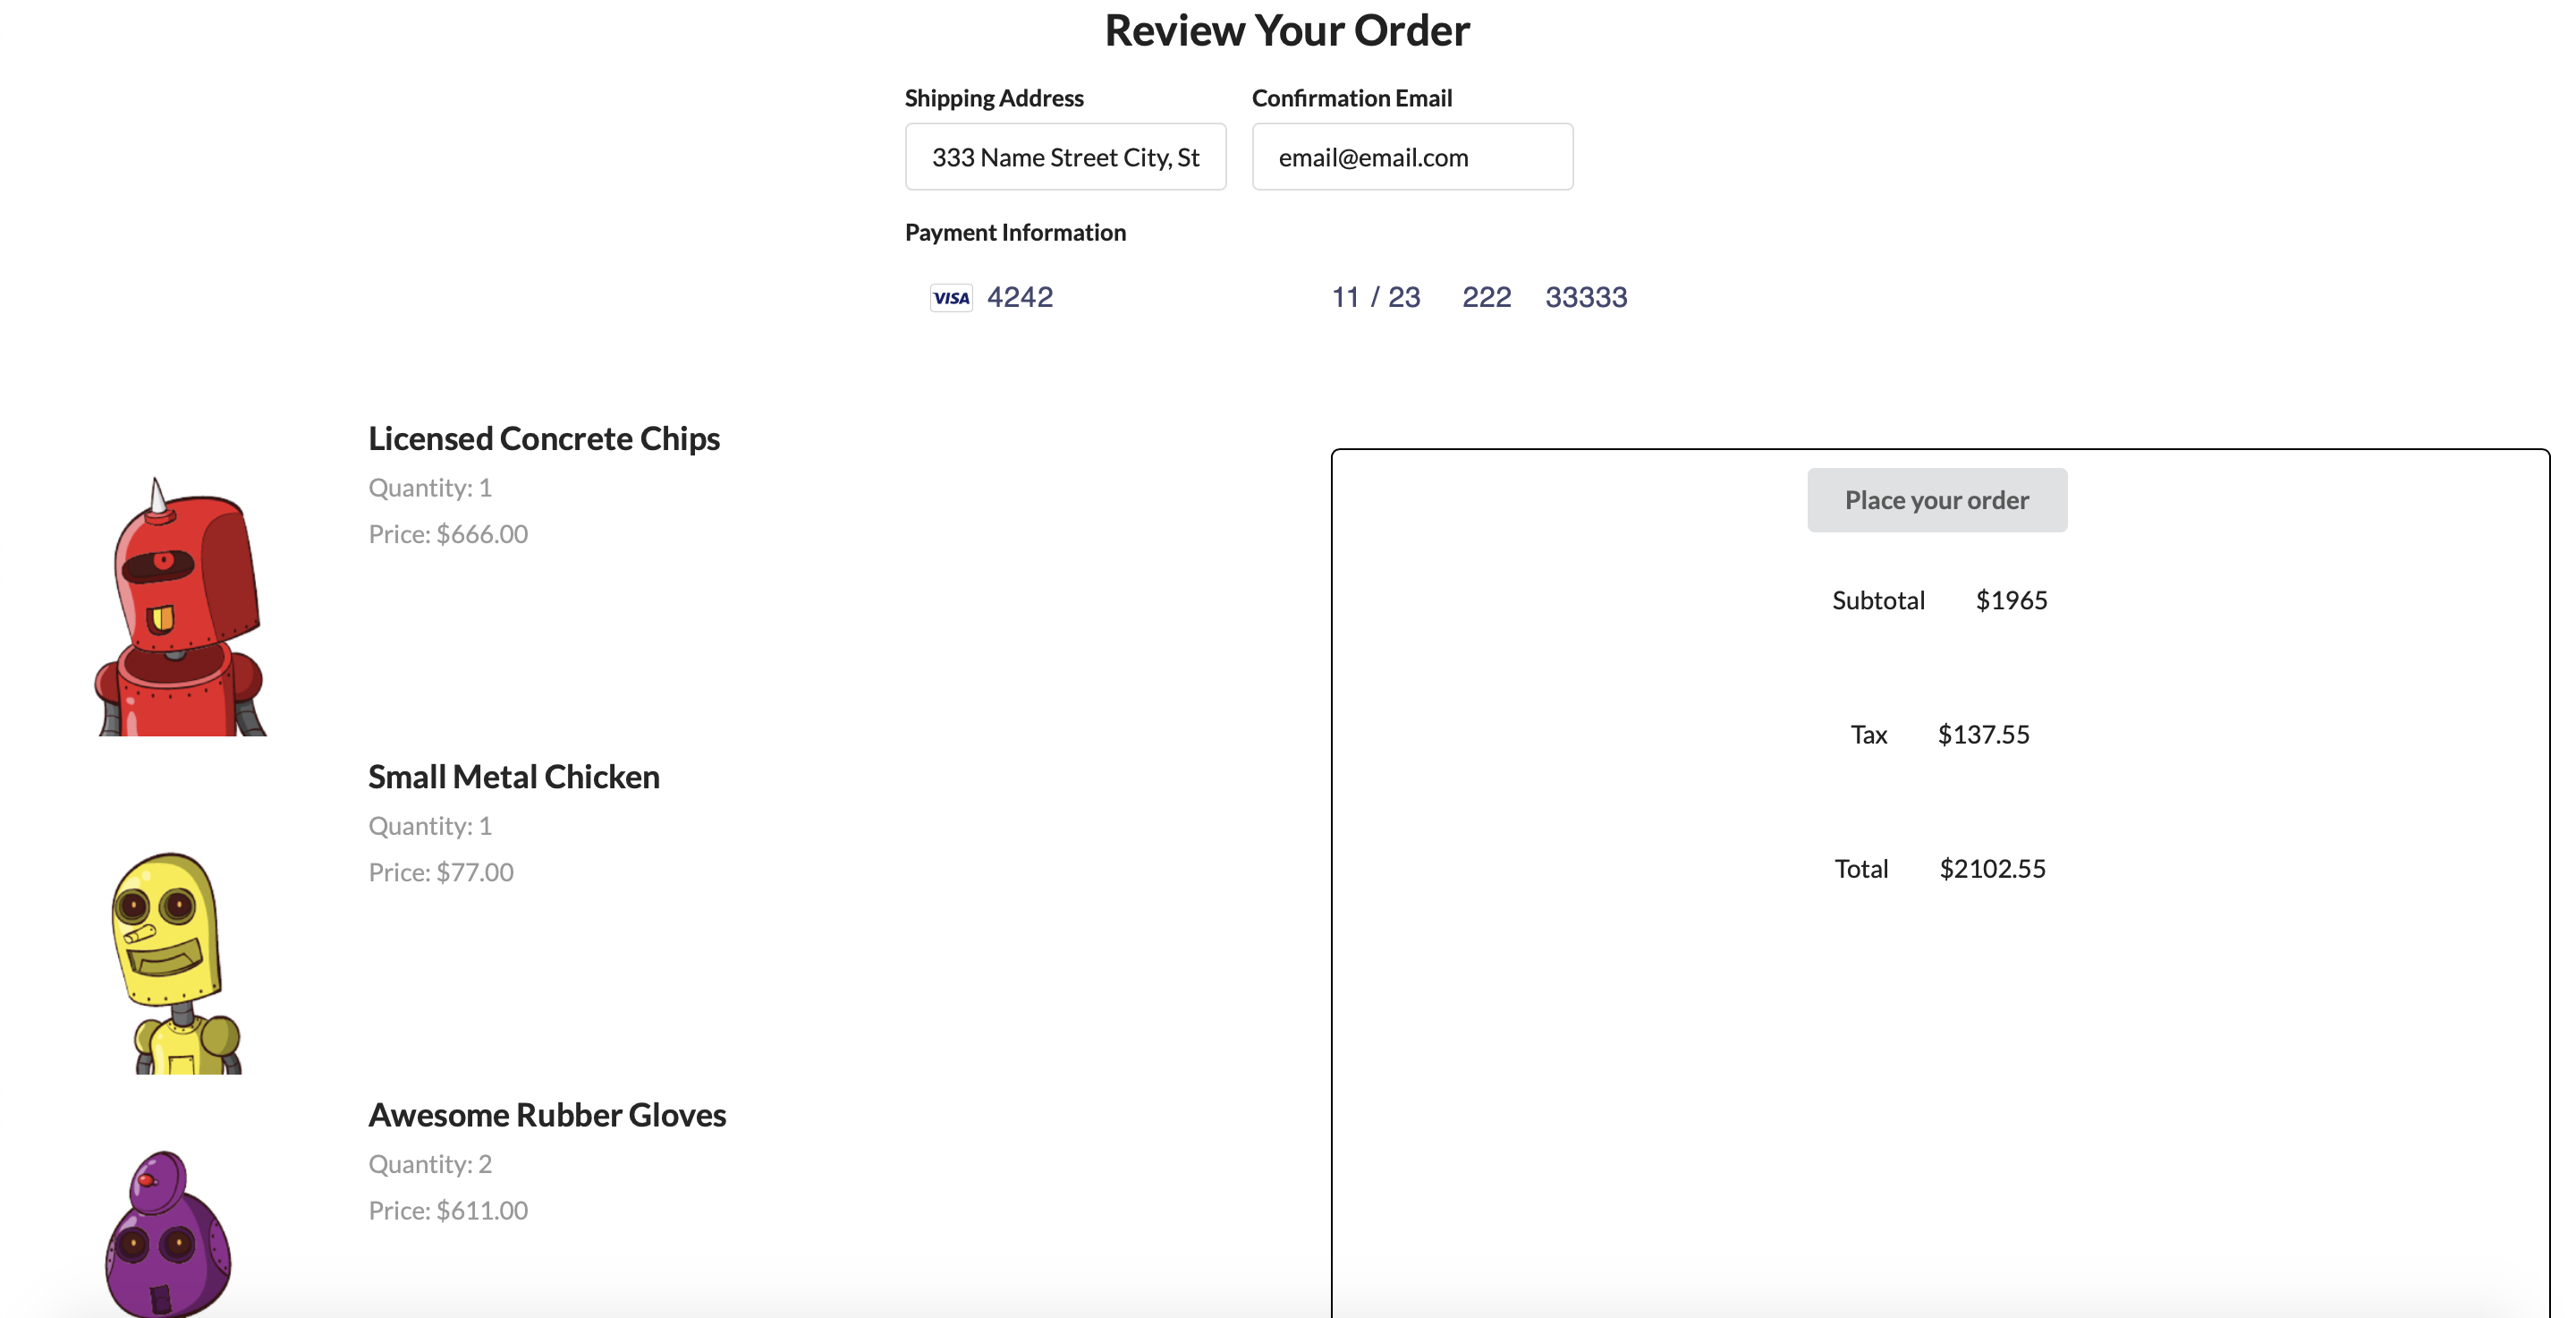 Review Your Order
Shipping Address Confirmation Email
333 Name Street City, St email@email.com
Payment Information
VISA 4242 11 / 23 222 33333
Licensed Concrete Chips
Quantity: 1
Price: $666.00
Small Metal Chicken
Quantity: 1
Price: $77.00
Awesome Rubber Gloves
Quantity: 2
Price: $611.00
Place your order
Subtotal $1965
Tax $137.55
Total $2102.55